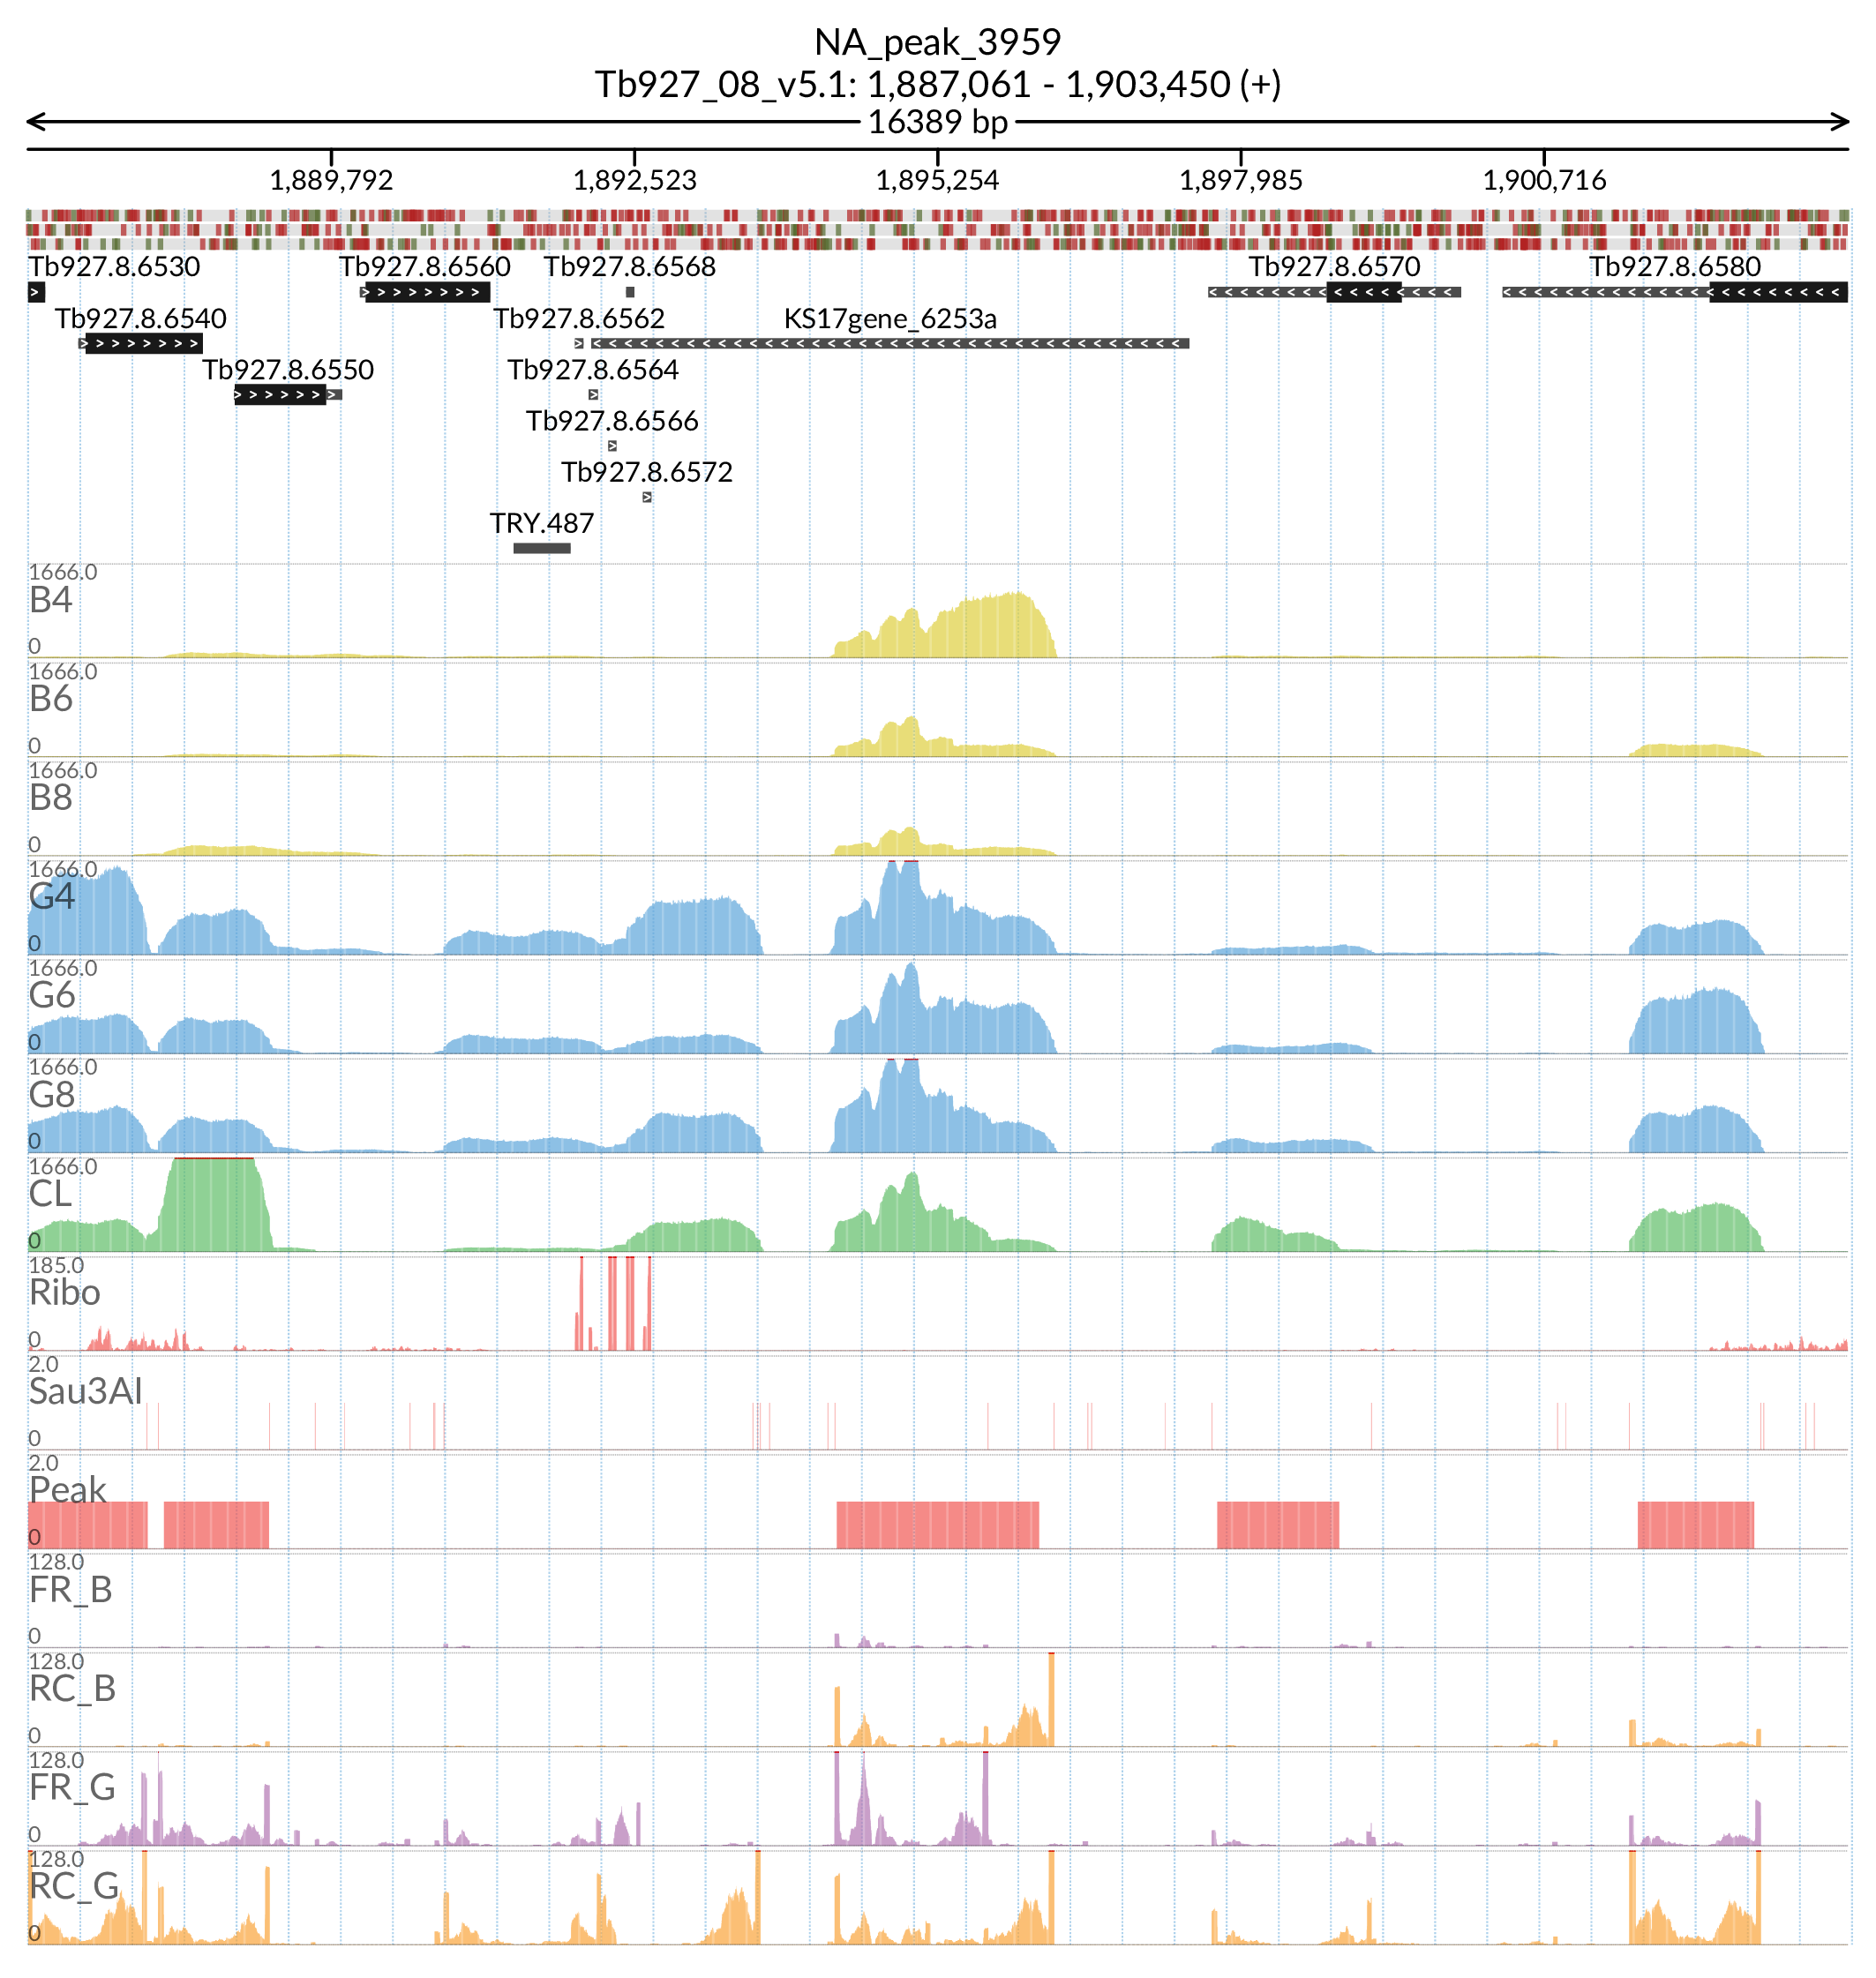 NA_peak_3959
Tb927_08_v5.1: 1,887,061 - 1,903,450 (+)
16389 bp
1,889,792 1,892,523 1,895,254 1,897,985 1,900,716
Tb927.8.6530 Tb927.8.6560 Tb927.8.6568 Tb927.8.6570 Tb927.8.6580
Tb927.8.6540 Tb927.8.6562 KS17gene_6253a
Tb927.8.6550 Tb927.8.6564
Tb927.8.6566
Tb927.8.6572
TRY.487
1666.0
B4
0
1666.0
B6
0
1666.0
B8
0
1666.0
G4
0
1666.0
G6
0
1666.0
G8
0
1666.0
CL
0
185.0
Ribo
0
2.0
Sau3AI
0
2.0
Peak
0
128.0
FR_B
0
128.0
RC_B
0
128.0
FR_G
0
128.0
RC_G
0